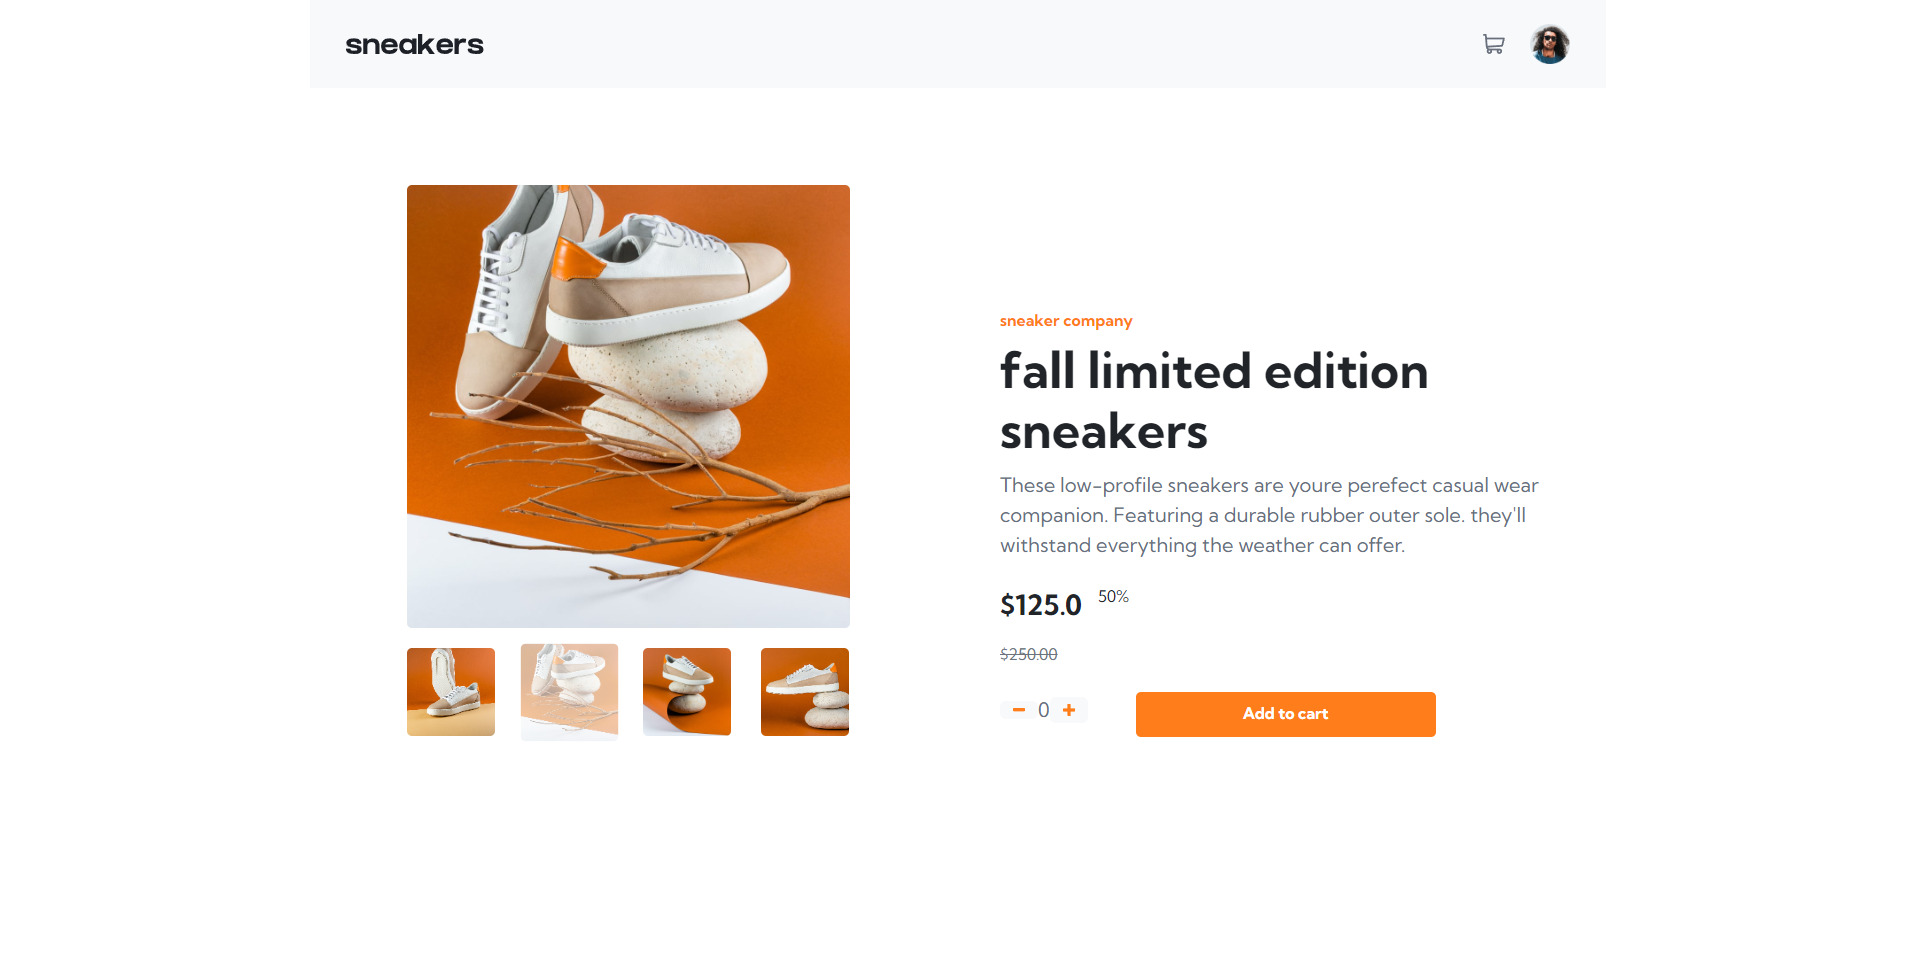 sneakers
sneaker company
fall limited edition
sneakers
These low-profile sneakers are youre perefect casual wear
companion. Featuring a durable rubber outer sole. they'll
withstand everything the weather can offer.
$125.0 50%
$250.00
− 0 + Add to cart